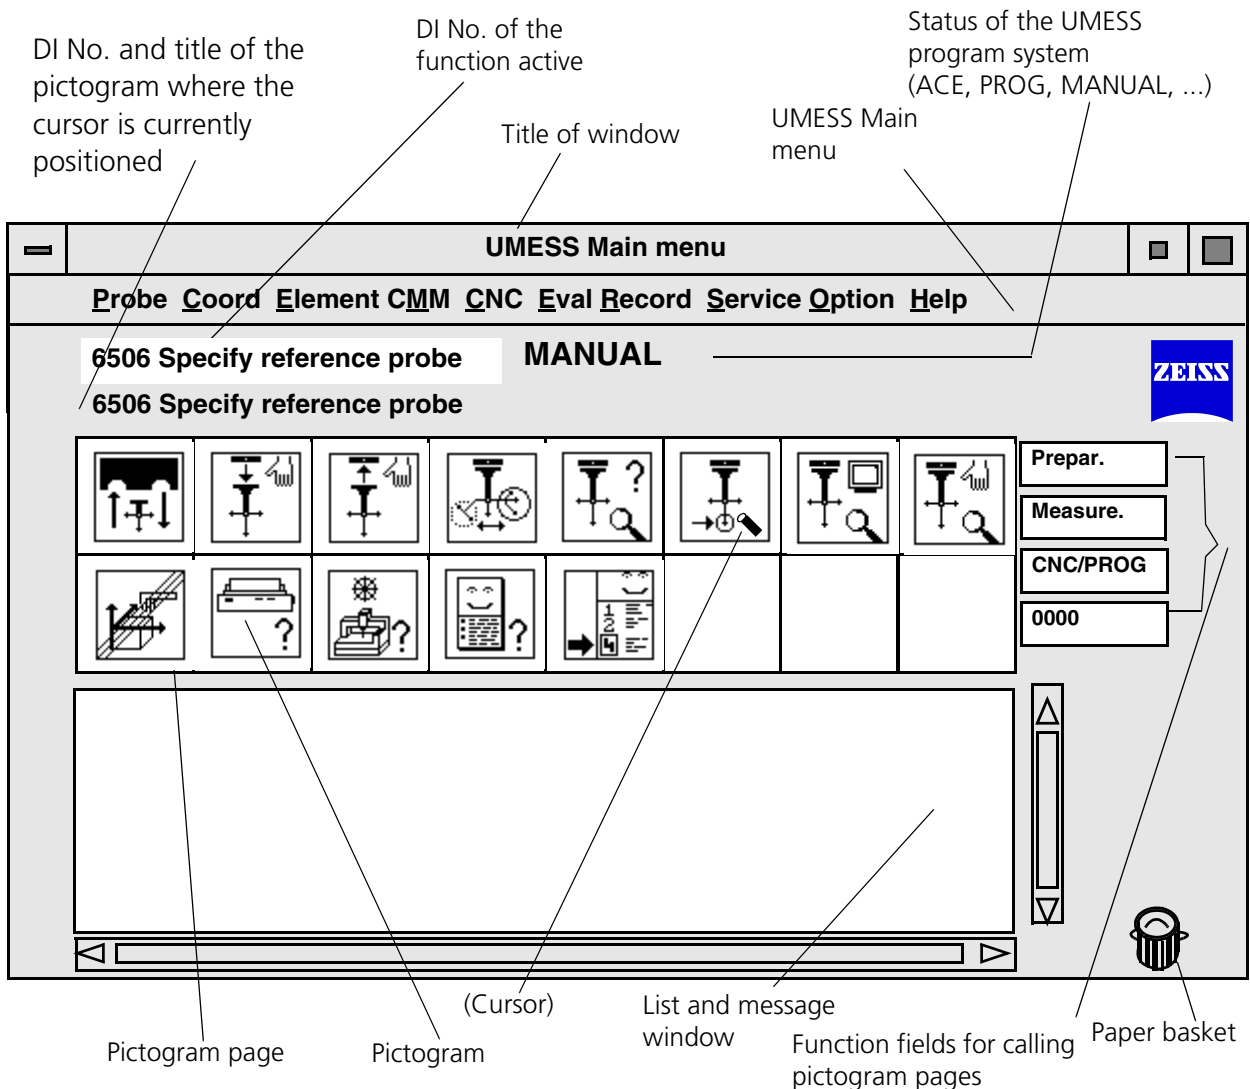 DI No. and title of the
pictogram where the
cursor is currently
positioned
DI No. of the
function active
Title of window
Status of the UMESS
program system
(ACE, PROG, MANUAL, ...)
UMESS Main
menu
UMESS Main menu
Probe Coord Element CMM CNC Eval Record Service Option Help
6506 Specify reference probe
MANUAL
6506 Specify reference probe
ZEISS
?
Prepar.
Measure.
CNC/PROG
0000
?
?
?
1
2
4
(Cursor)
List and message
window
Pictogram page
Pictogram
Function fields for calling
pictogram pages
Paper basket